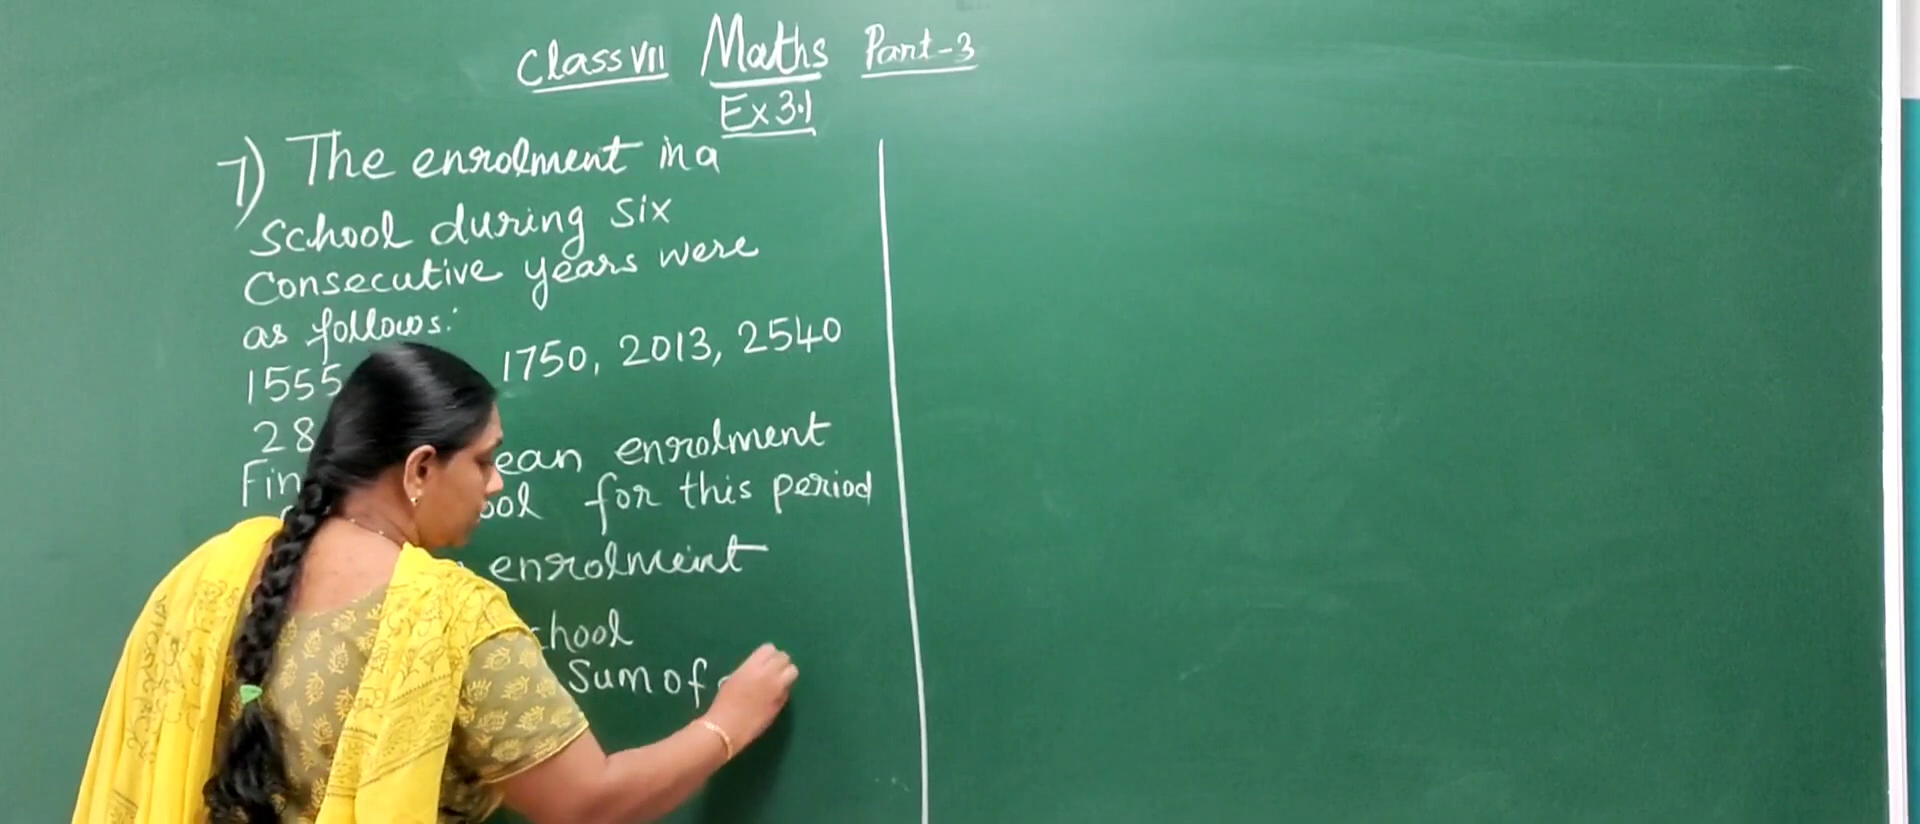 Class VII Maths Part-3
Ex 3.1
7) The enrolment in a
School during six
Consecutive years were
as follows:
1555 1750, 2013, 2540
28
Fin ean enrolment
ool for this period
enrolment
chool
Sum of